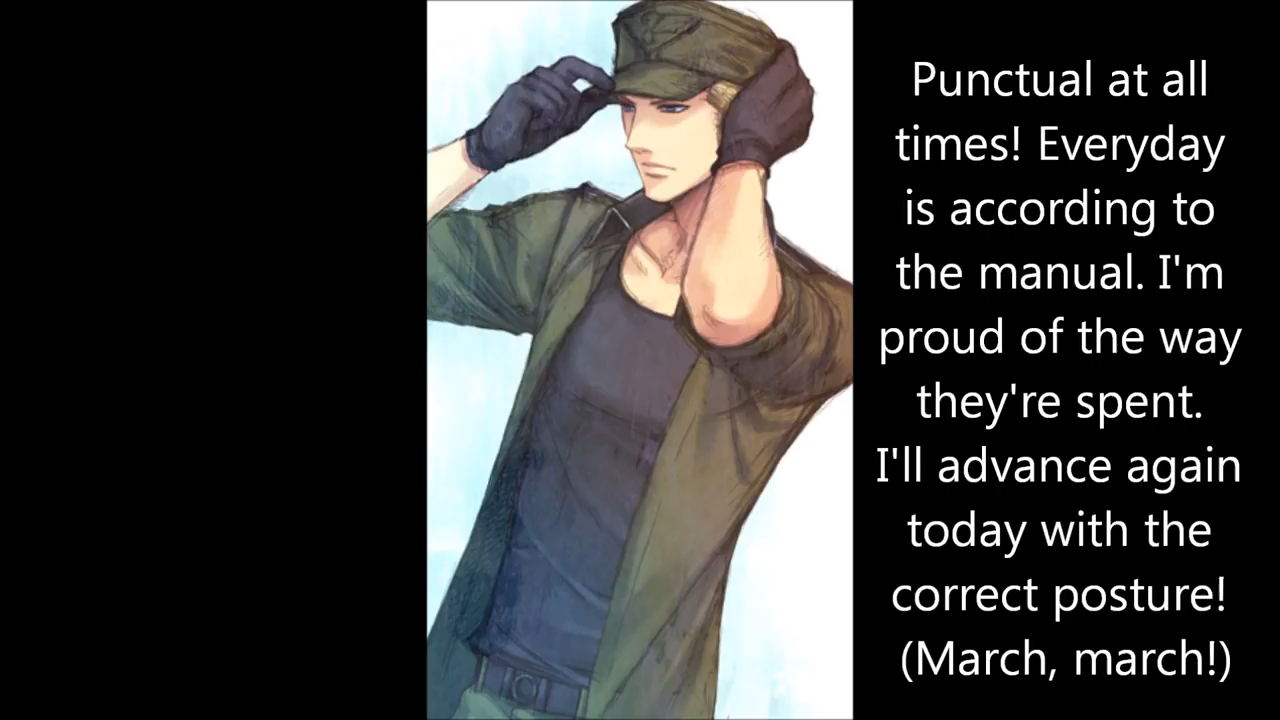 Punctual at all
times! Everyday
is according to
the manual. I'm
proud of the way
they're spent.
I'll advance again
today with the
correct posture!
(March, march!)